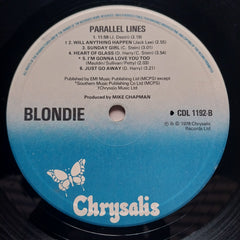 PARALLEL LINES
1. 11:59 (J. Destri) (3.19)
2. WILL ANYTHING HAPPEN (Jack Lee) (2.55)
3. SUNDAY GIRL (C. Stein) (3.01)
4. HEART OF GLASS (D. Harry/C. Stein) (3.54)
*5. I'M GONNA LOVE YOU TOO
(Mauldin/Sullivan/Petty) (2.03)
6. JUST GO AWAY (D. Harry) (3.21)
Published by EMI Music Publishing Ltd (MCPS) except
*Southern Music Publishing Co Ltd (MCPS)
†Chrysalis Music Ltd
Produced by MIKE CHAPMAN
BLONDIE
CDL 1192-B
℗ & © 1978 Chrysalis
Records Ltd
Chrysalis